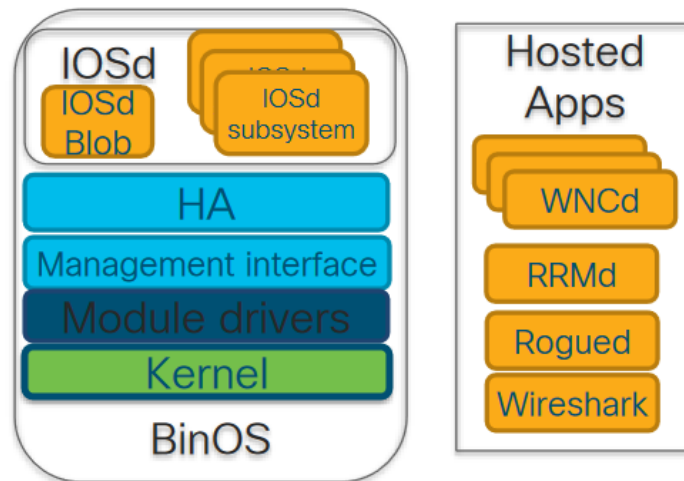 IOSd
IOSd
Blob
IOSd
subsystem
HA
Management interface
Module drivers
Kernel
BinOS
Hosted
Apps
WNCd
RRMd
Rogued
Wireshark